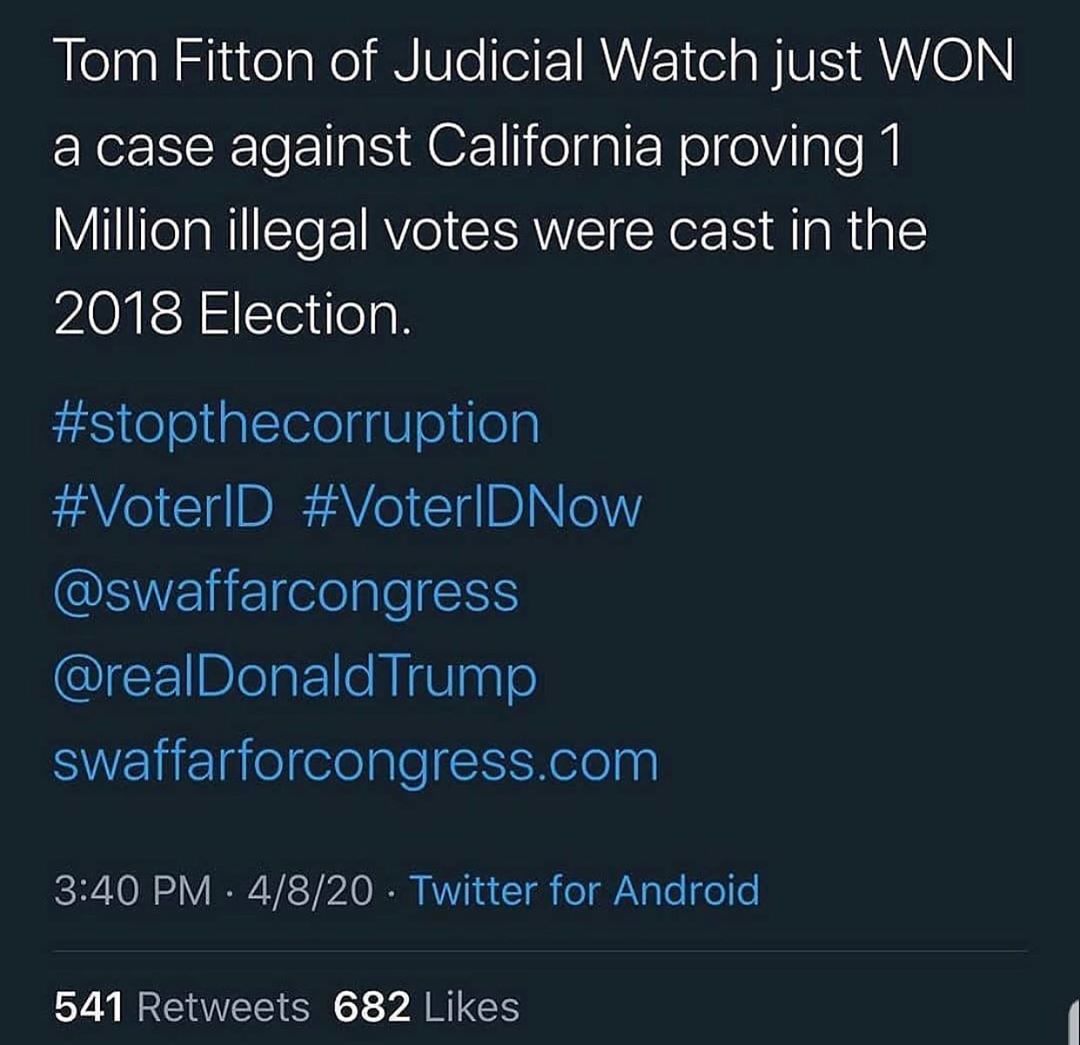 Tom Fitton of Judicial Watch just WON
a case against California proving 1
Million illegal votes were cast in the
2018 Election.
#stopthecorruption
#VoterID #VoterIDNow
@swaffarcongress
@realDonaldTrump
swaffarforcongress.com
3:40 PM · 4/8/20 · Twitter for Android
541 Retweets 682 Likes